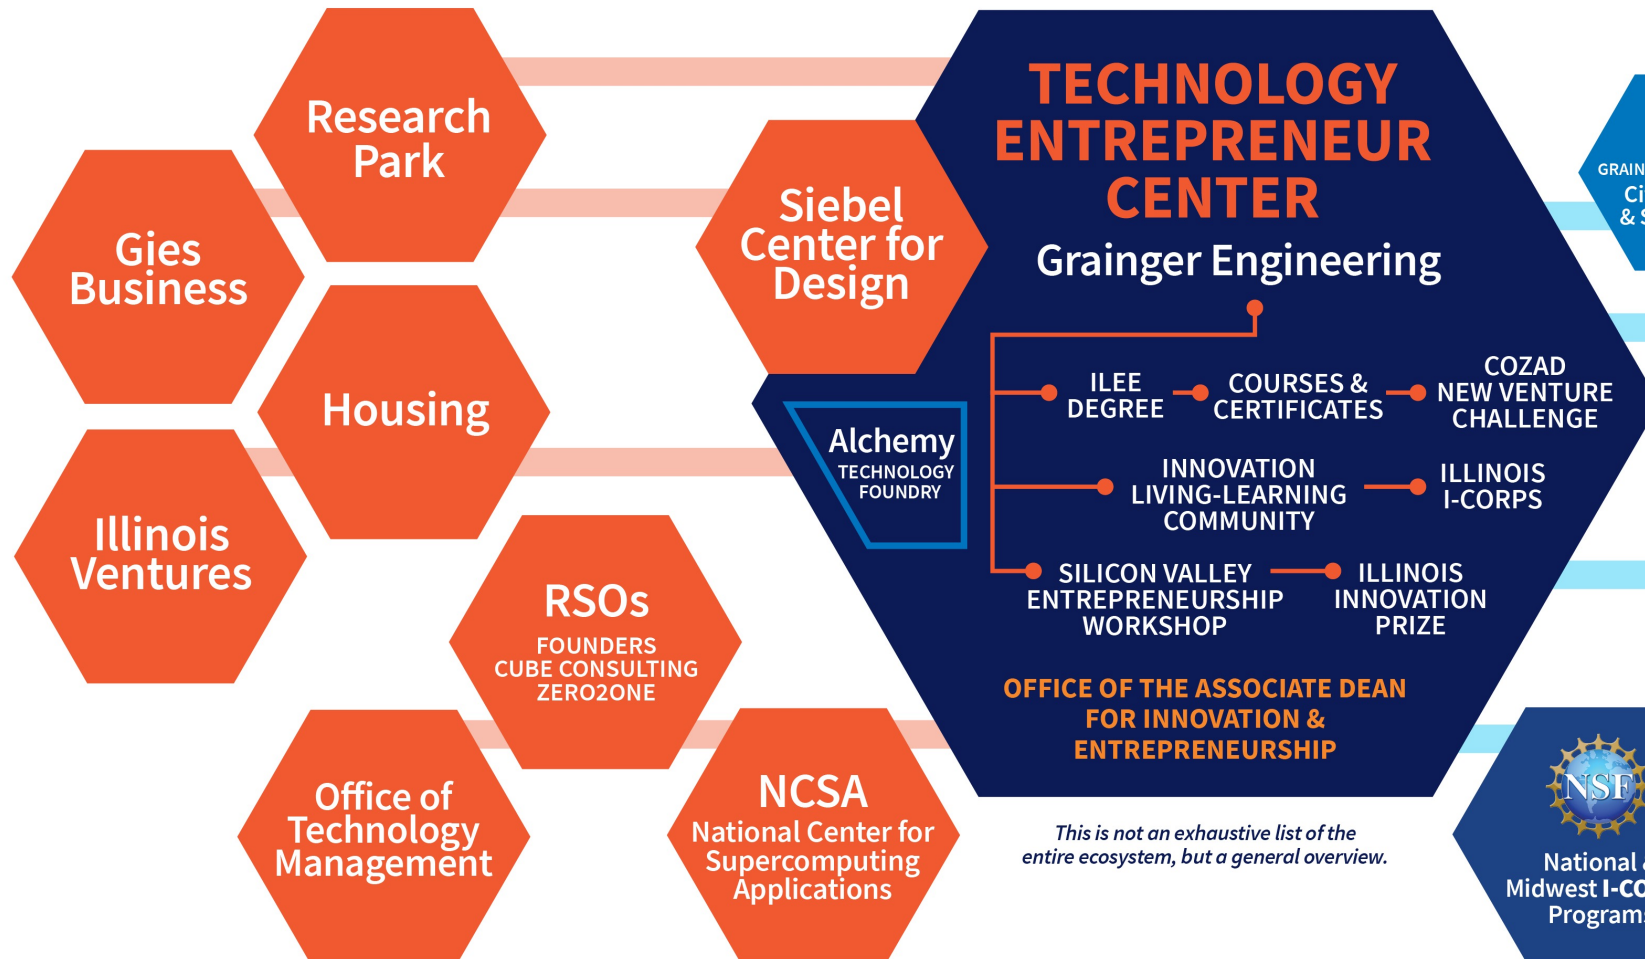 Research
Park
Gies
Business
Housing
Illinois
Ventures
Siebel
Center for
Design
RSOs
FOUNDERS
CUBE CONSULTING
ZERO2ONE
Office of
Technology
Management
NCSA
National Center for
Supercomputing
Applications
TECHNOLOGY
ENTREPRENEUR
CENTER
Grainger Engineering
ILEE
DEGREE
COURSES &
CERTIFICATES
COZAD
NEW VENTURE
CHALLENGE
INNOVATION
LIVING-LEARNING
COMMUNITY
ILLINOIS
I-CORPS
SILICON VALLEY
ENTREPRENEURSHIP
WORKSHOP
ILLINOIS
INNOVATION
PRIZE
Alchemy
TECHNOLOGY
FOUNDRY
OFFICE OF THE ASSOCIATE DEAN
FOR INNOVATION &
ENTREPRENEURSHIP
This is not an exhaustive list of the
entire ecosystem, but a general overview.
&
NSF
National
Midwest